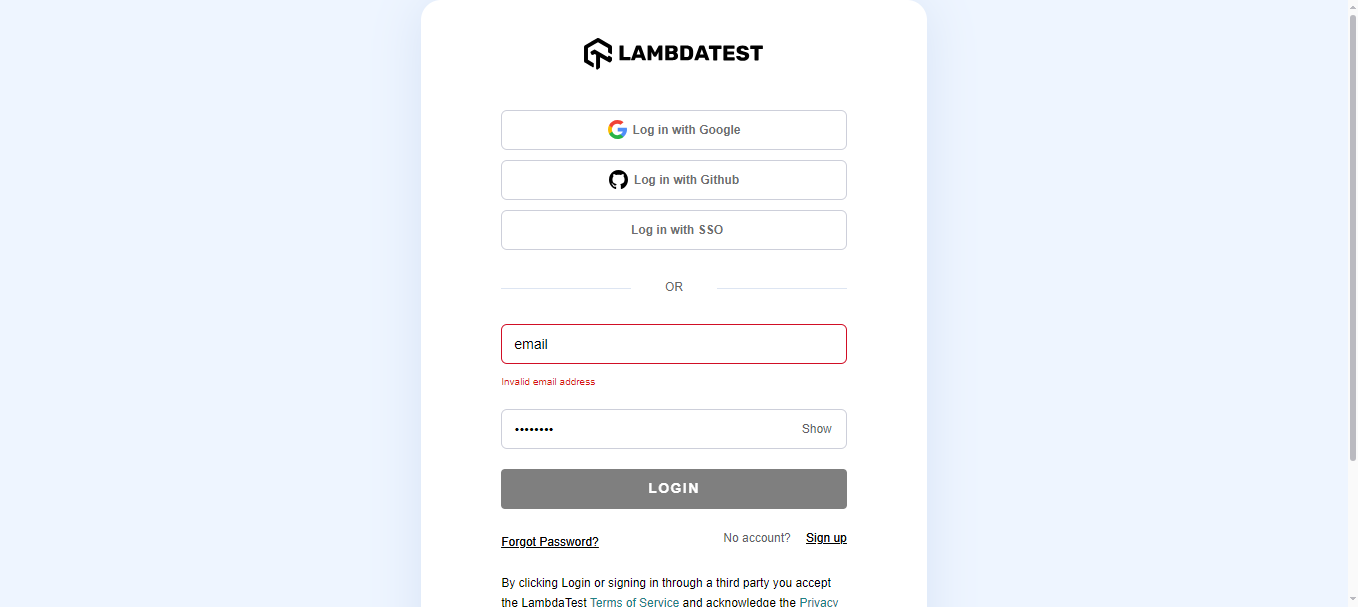 LAMBDATEST
Log in with Google
Log in with Github
Log in with SSO
OR
email
Invalid email address
•••••••• Show
LOGIN
Forgot Password? No account? Sign up
By clicking Login or signing in through a third party you accept
the LambdaTest Terms of Service and acknowledge the Privacy